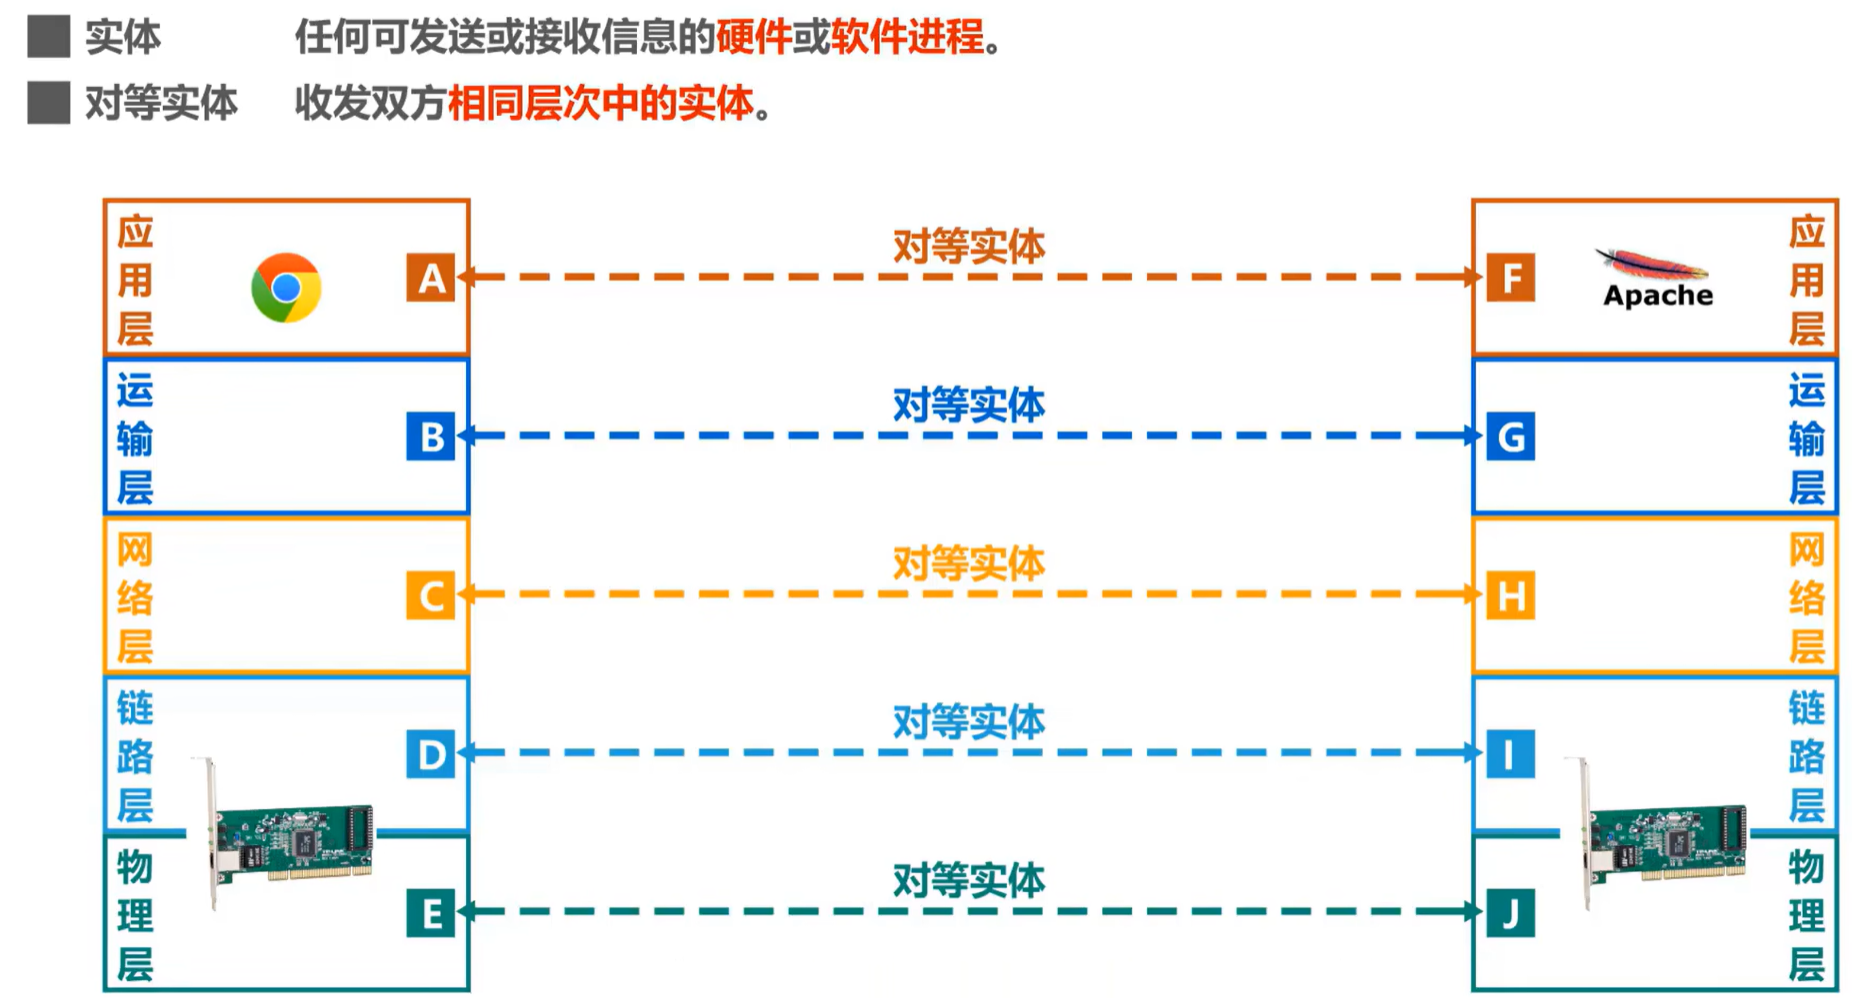 实体 任何可发送或接收信息的硬件或软件进程。
对等实体 收发双方相同层次中的实体。
应用层 A 对等实体 F Apache 应用层
运输层 B 对等实体 G 运输层
网络层 C 对等实体 H 网络层
链路层 D 对等实体 I 链路层
物理层 E 对等实体 J 物理层